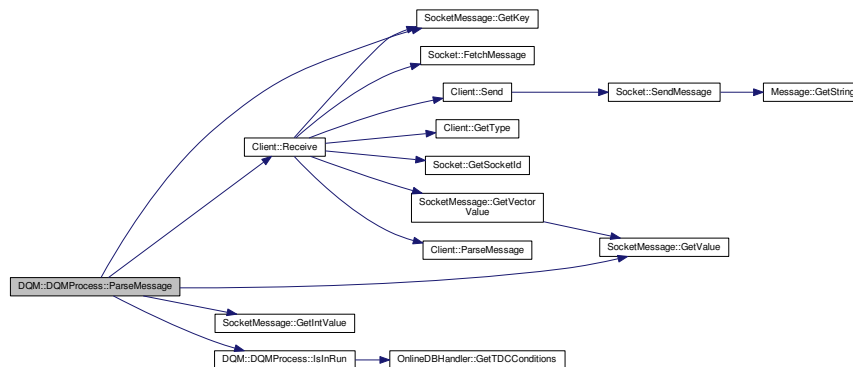 SocketMessage::GetKey
Socket::FetchMessage
Client::Send
Socket::SendMessage
Message::GetString
Client::GetType
Client::Receive
Socket::GetSocketId
SocketMessage::GetVector
Value
Client::ParseMessage
SocketMessage::GetValue
DQM::DQMProcess::ParseMessage
SocketMessage::GetIntValue
DQM::DQMProcess::IsInRun
OnlineDBHandler::GetTDCConditions